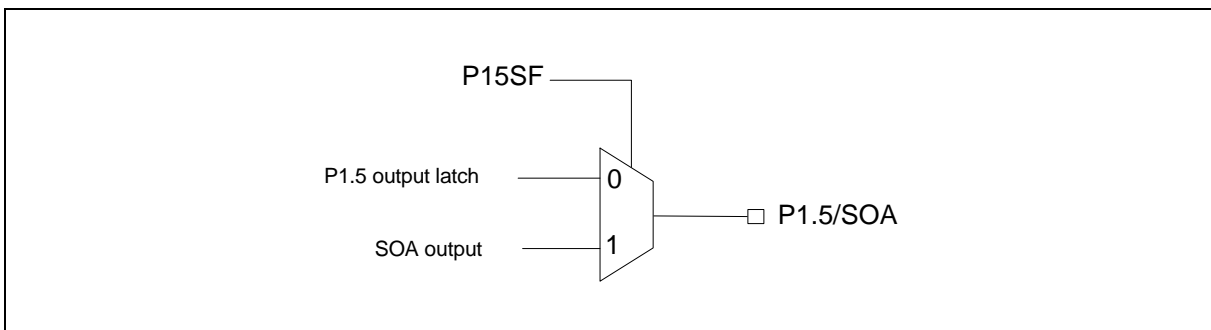 P15SF
P1.5 output latch
0
P1.5/SOA
SOA output
1